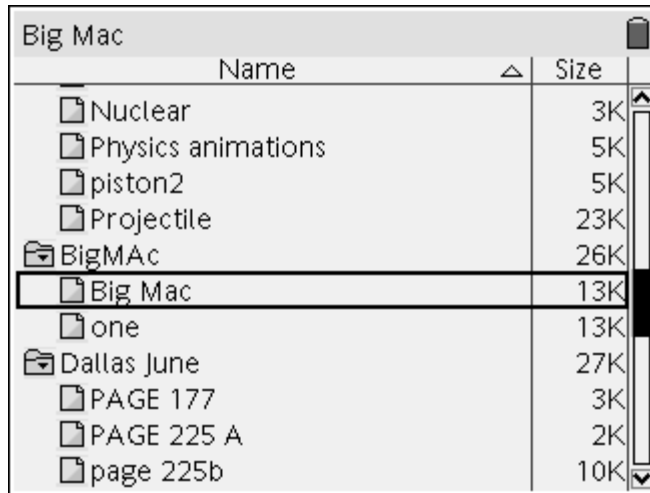 Big Mac
Name Size
Nuclear 3K
Physics animations 5K
piston2 5K
Projectile 23K
BigMAc 26K
Big Mac 13K
one 13K
Dallas June 27K
PAGE 177 3K
PAGE 225 A 2K
page 225b 10K